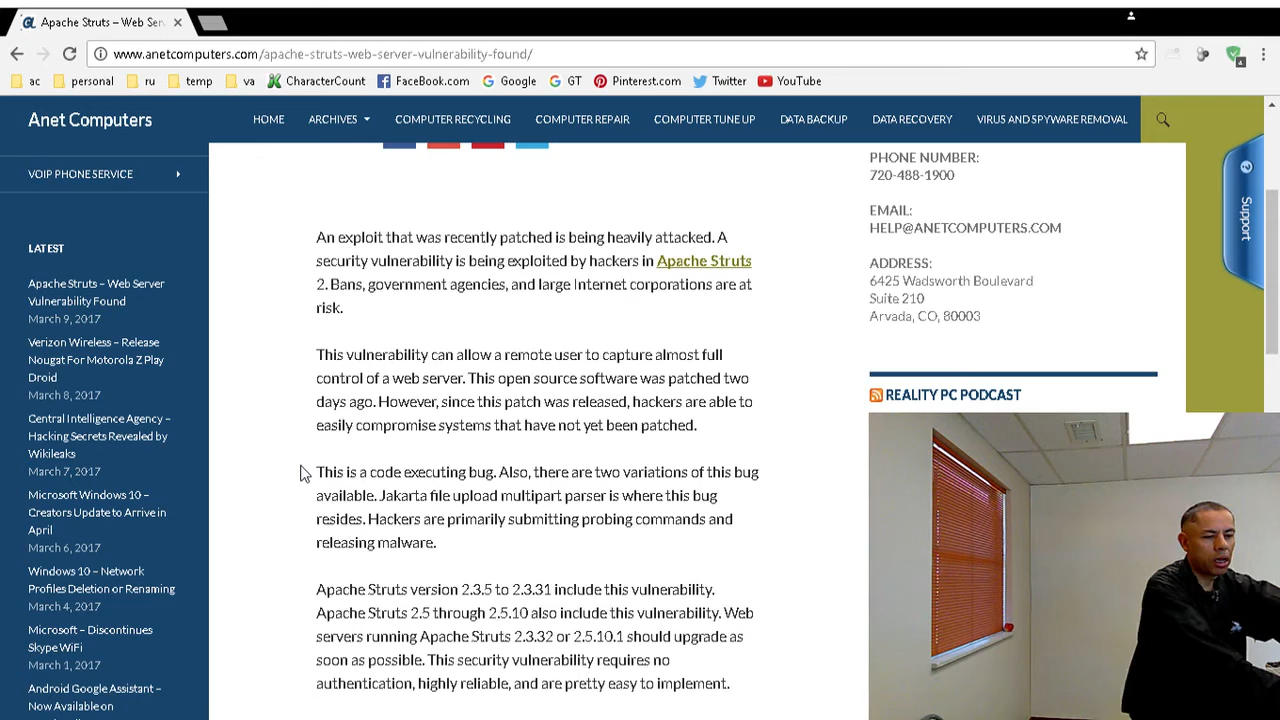 Apache Struts – Web Ser
www.anetcomputers.com/apache-struts-web-server-vulnerability-found/
ac personal ru temp va CharacterCount FaceBook.com Google GT Pinterest.com Twitter YouTube
Anet Computers
HOME ARCHIVES COMPUTER RECYCLING COMPUTER REPAIR COMPUTER TUNE UP DATA BACKUP DATA RECOVERY VIRUS AND SPYWARE REMOVAL
VOIP PHONE SERVICE
LATEST
Apache Struts – Web Server
Vulnerability Found
March 9, 2017
Verizon Wireless – Release
Nougat For Motorola Z Play
Droid
March 8, 2017
Central Intelligence Agency –
Hacking Secrets Revealed by
Wikileaks
March 7, 2017
Microsoft Windows 10 –
Creators Update to Arrive in
April
March 6, 2017
Windows 10 – Network
Profiles Deletion or Renaming
March 4, 2017
Microsoft – Discontinues
Skype WiFi
March 1, 2017
Android Google Assistant –
Now Available on
An exploit that was recently patched is being heavily attacked. A
security vulnerability is being exploited by hackers in Apache Struts
2. Bans, government agencies, and large Internet corporations are at
risk.
This vulnerability can allow a remote user to capture almost full
control of a web server. This open source software was patched two
days ago. However, since this patch was released, hackers are able to
easily compromise systems that have not yet been patched.
This is a code executing bug. Also, there are two variations of this bug
available. Jakarta file upload multipart parser is where this bug
resides. Hackers are primarily submitting probing commands and
releasing malware.
Apache Struts version 2.3.5 to 2.3.31 include this vulnerability.
Apache Struts 2.5 through 2.5.10 also include this vulnerability. Web
servers running Apache Struts 2.3.32 or 2.5.10.1 should upgrade as
soon as possible. This security vulnerability requires no
authentication, highly reliable, and are pretty easy to implement.
PHONE NUMBER:
720-488-1900
EMAIL:
HELP@ANETCOMPUTERS.COM
ADDRESS:
6425 Wadsworth Boulevard
Suite 210
Arvada, CO, 80003
REALITY PC PODCAST
Support